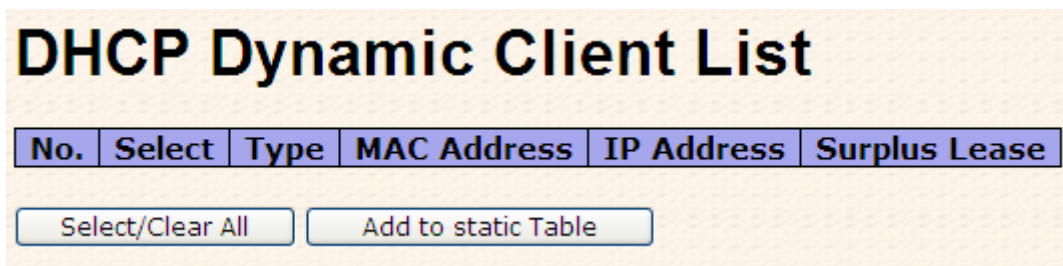 DHCP Dynamic Client List
No. Select Type MAC Address IP Address Surplus Lease
Select/Clear All Add to static Table